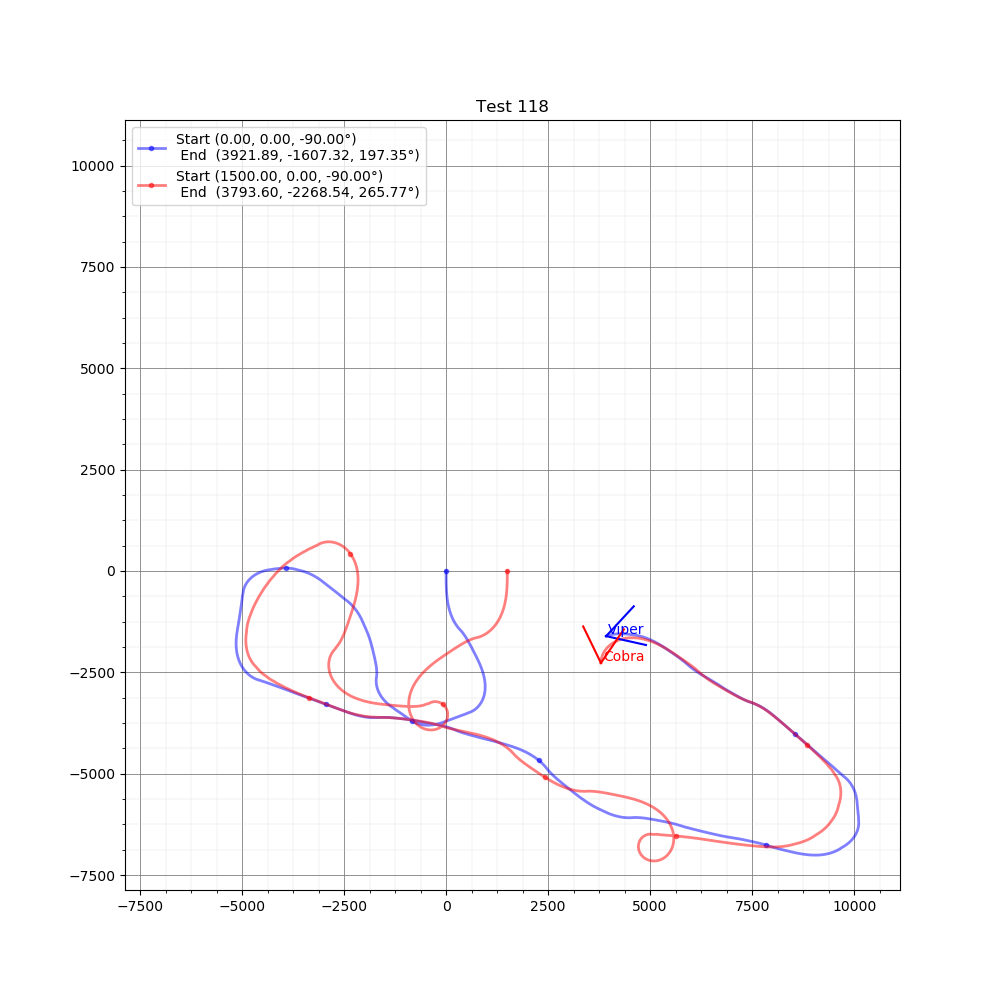 Test 118
Start (0.00, 0.00, -90.00°)
End  (3921.89, -1607.32, 197.35°)
Start (1500.00, 0.00, -90.00°)
End  (3793.60, -2268.54, 265.77°)
10000
7500
5000
2500
0
−2500
−5000
−7500
Viper
Cobra
−7500
−5000
−2500
0
2500
5000
7500
10000